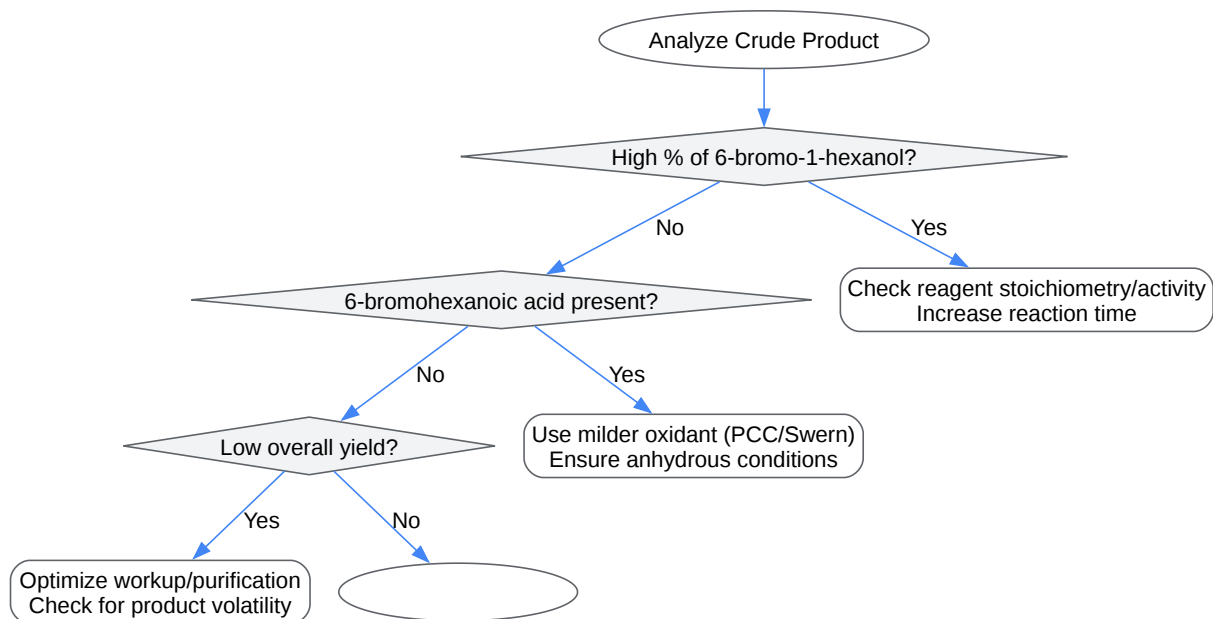 Analyze Crude Product
High % of 6-bromo-1-hexanol?
No
Yes
6-bromohexanoic acid present?
Check reagent stoichiometry/activity
Increase reaction time
No
Yes
Low overall yield?
Use milder oxidant (PCC/Swern)
Ensure anhydrous conditions
Yes
No
Optimize workup/purification
Check for product volatility